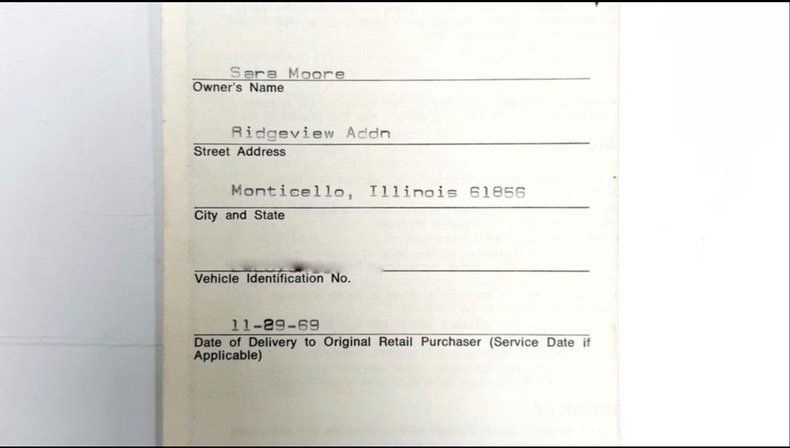 Sara Moore
Owner's Name
Ridgeview Addn
Street Address
Monticello, Illinois 61856
City and State
Vehicle Identification No.
11-29-69
Date of Delivery to Original Retail Purchaser (Service Date if
Applicable)